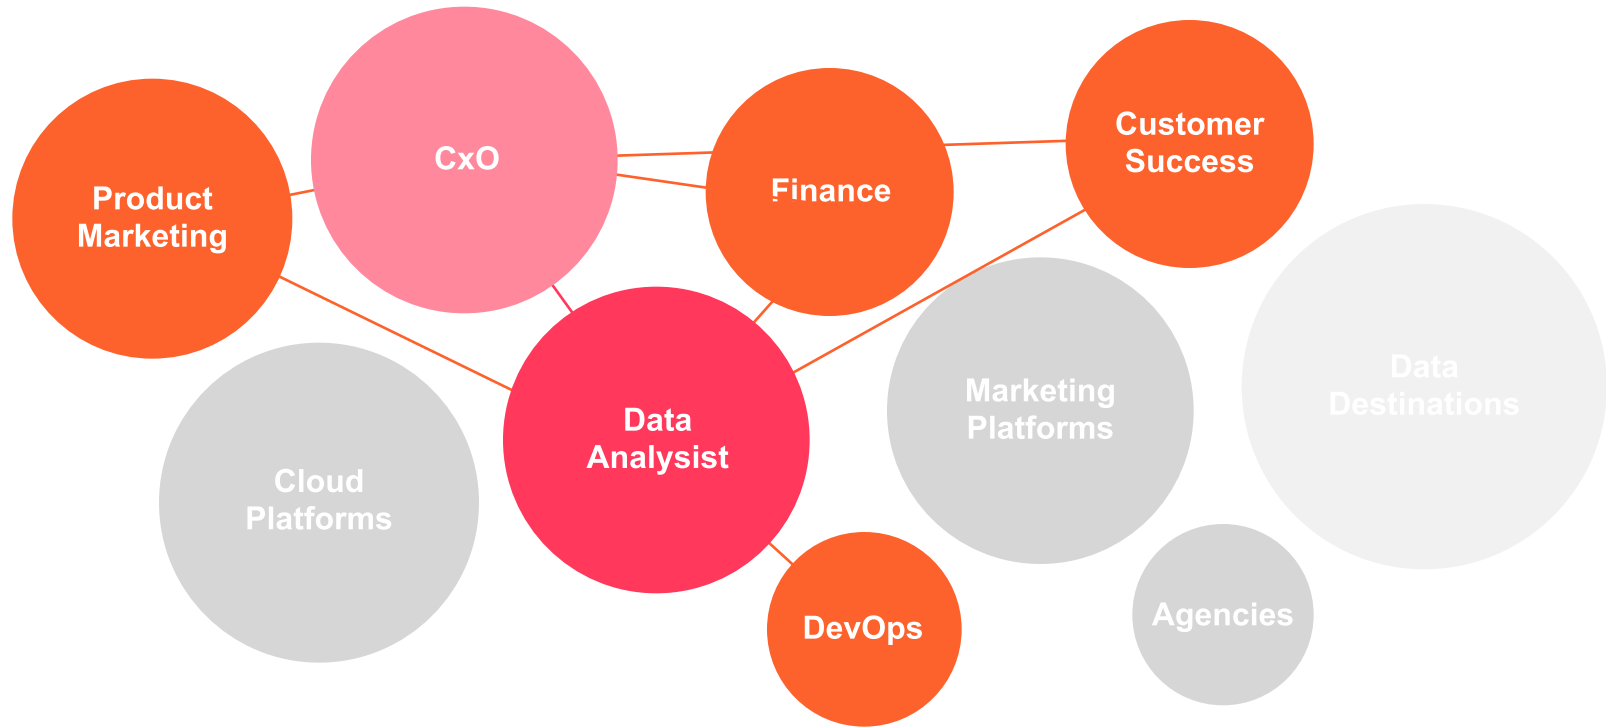 CxO
Product
Marketing
Finance
Customer
Success
Data
Analysist
Cloud
Platforms
Marketing
Platforms
Data
Destinations
DevOps
Agencies